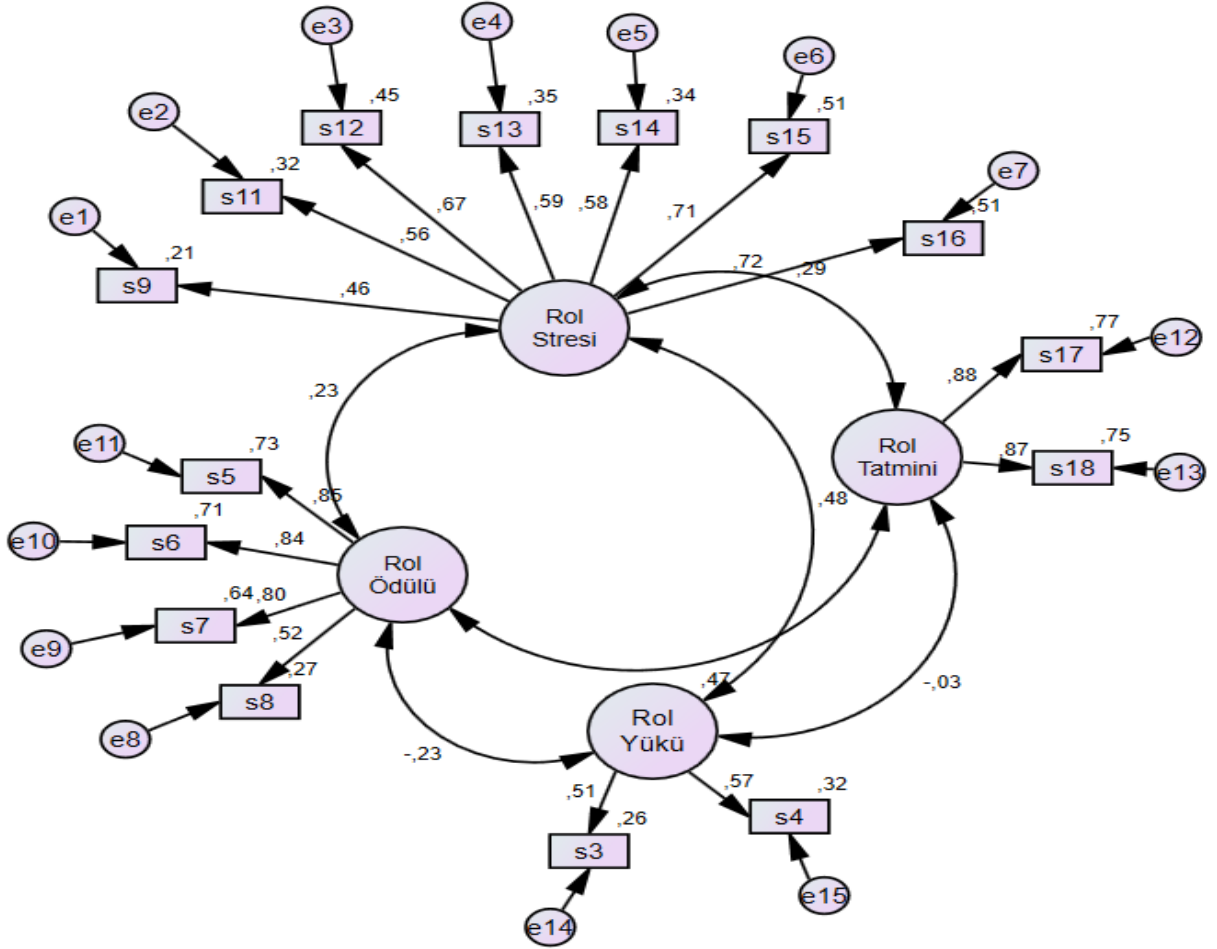 e3
e4
e5
e6
,45
,35
,34
,51
e2
s12
s13
s14
s15
,32
e7
s11
,67
,59
,58
,71
,51
e1
,56
s16
,21
,72
,29
s9
,46
Rol
Stresi
,77
e12
s17
,88
,23
Rol
Tatmini
,75
,87
s18
e13
e11
,73
s5
,85
,48
,71
e10
s6
,84
Rol
Ödülü
,64
,80
s7
e9
,52
,27
s8
e8
,47
-,03
Rol
Yükü
-,23
,51
,57
,32
,26
s4
s3
e15
e14